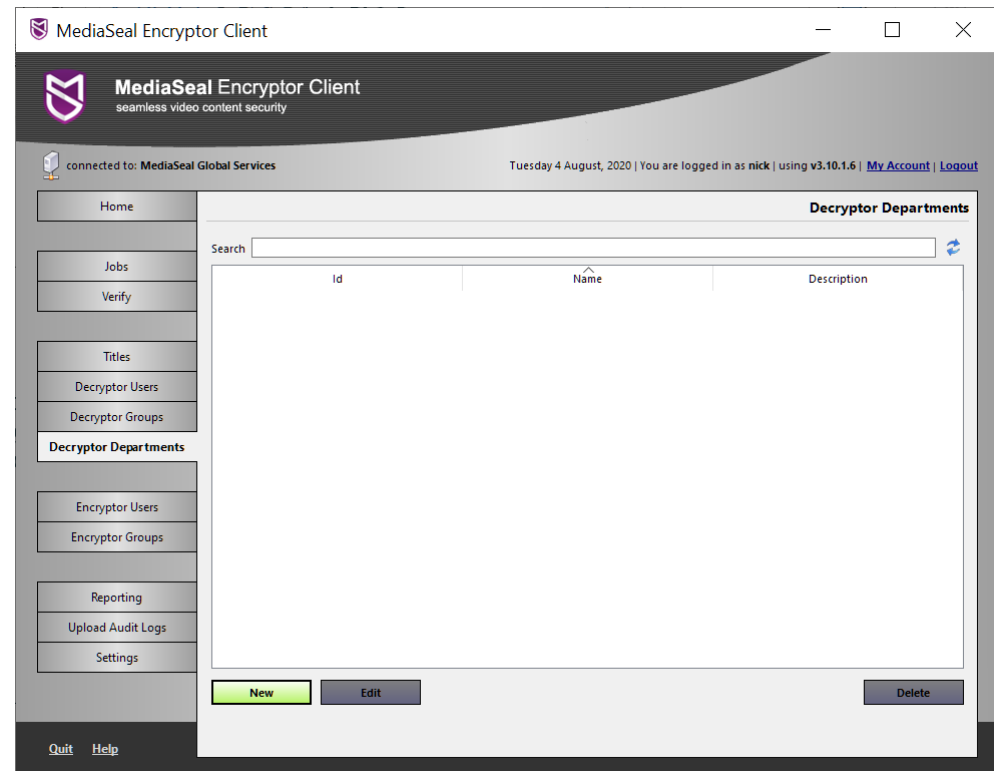 MediaSeal Encryptor Client
MediaSeal Encryptor Client
seamless video content security
connected to: MediaSeal Global Services
Tuesday 4 August, 2020 | You are logged in as nick | using v3.10.1.6 | My Account | Logout
Home
Decryptor Departments
Search
Id Name Description
Jobs
Verify
Titles
Decryptor Users
Decryptor Groups
Decryptor Departments
Encryptor Users
Encryptor Groups
Reporting
Upload Audit Logs
Settings
New Edit Delete
Quit Help